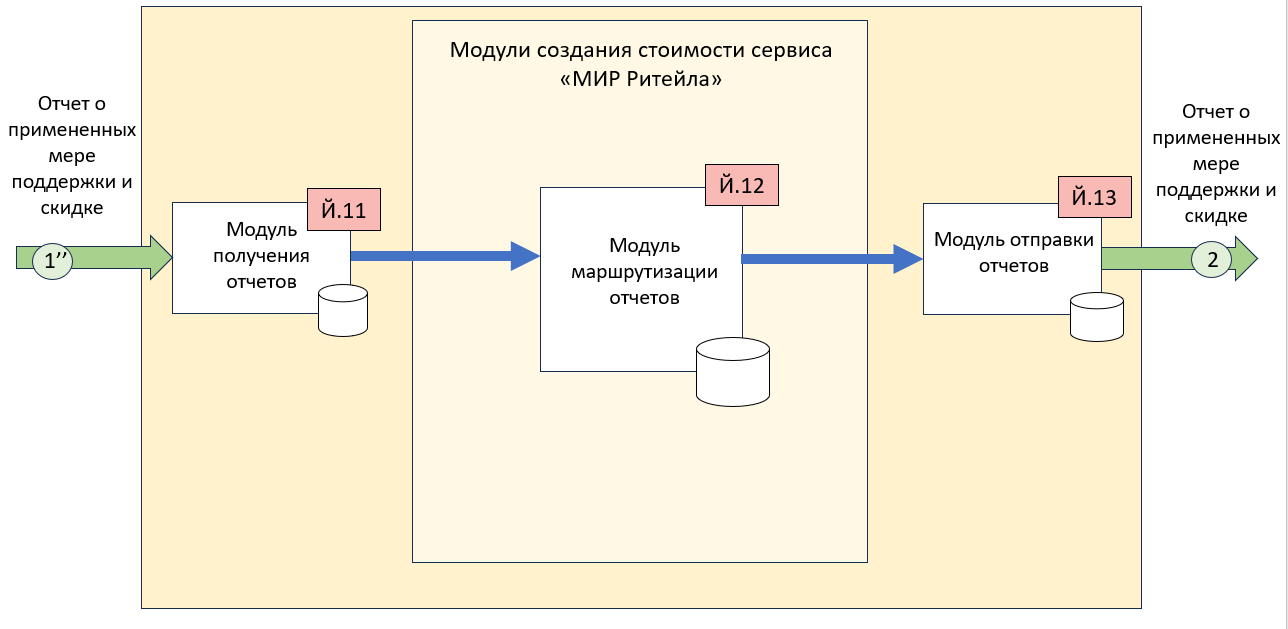 Модули создания стоимости сервиса
«МИР Ритейла»
Отчет о
примененных
мере
поддержки и
скидке
1’’
Й.11
Модуль
получения
отчетов
Й.12
Модуль
маршрутизации
отчетов
Й.13
Модуль отправки
отчетов
Отчет о
примененных
мере
поддержки и
скидке
2